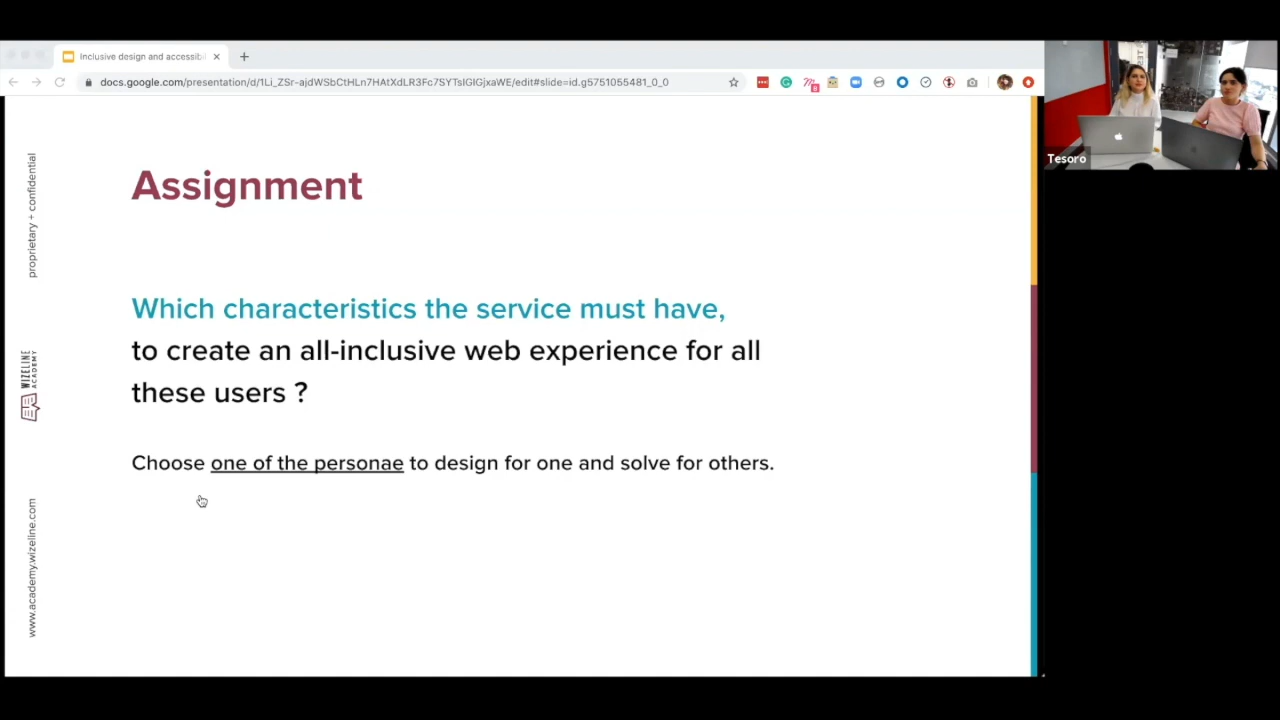 Inclusive design and accessibi
docs.google.com/presentation/d/1Li_ZSr-ajdWSbCtHLn7HAtXdLR3Fc7SYTsIGIGjxaWE/edit#slide=id.g5751055481_0_0
8
Tesoro
proprietary + confidential
WIZELINE
ACADEMY
www.academy.wizeline.com
Assignment
Which characteristics the service must have,
to create an all-inclusive web experience for all
these users ?
Choose one of the personae to design for one and solve for others.